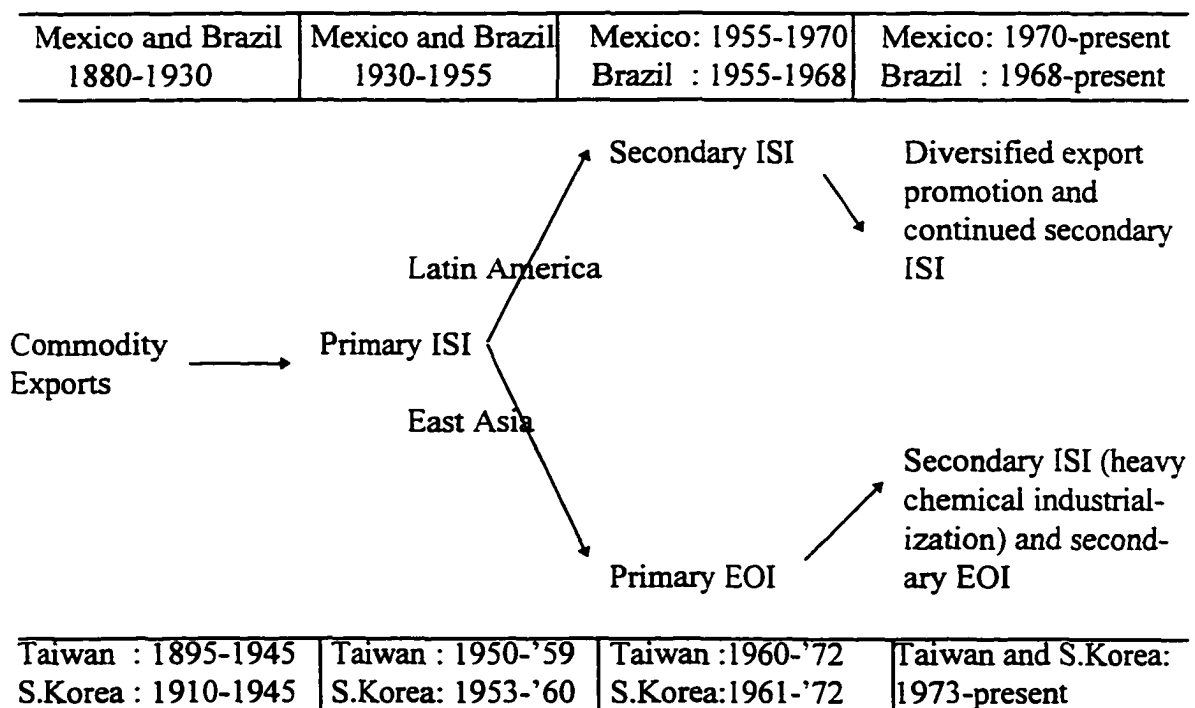 Mexico and Brazil Mexico and Brazil Mexico: 1955-1970 Mexico: 1970-present
1880-1930 1930-1955 Brazil : 1955-1968 Brazil : 1968-present
Secondary ISI Diversified export
promotion and
continued secondary
Latin America ISI
Commodity Primary ISI
Exports
East Asia
Secondary ISI (heavy
chemical industrial-
ization) and second-
Primary EOI ary EOI
Taiwan : 1895-1945 Taiwan : 1950-'59 Taiwan :1960-'72 Taiwan and S.Korea:
S.Korea : 1910-1945 S.Korea: 1953-'60 S.Korea:1961-'72 1973-present